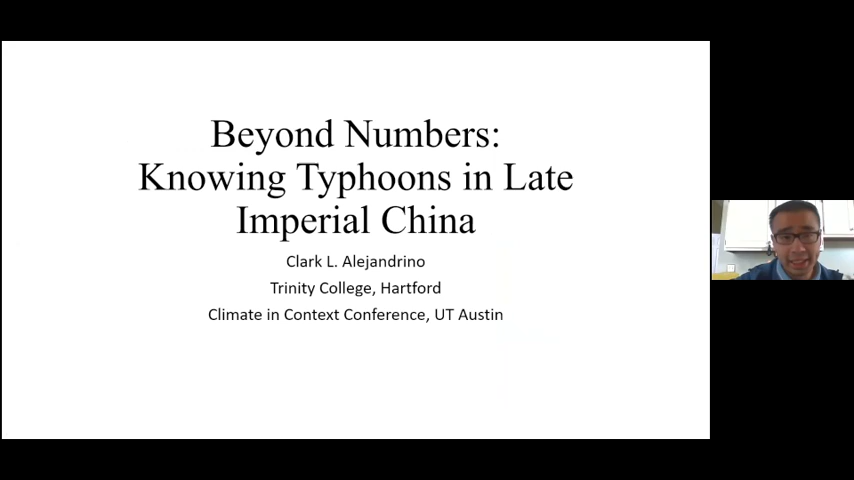 Beyond Numbers:
Knowing Typhoons in Late
Imperial China
Clark L. Alejandrino
Trinity College, Hartford
Climate in Context Conference, UT Austin